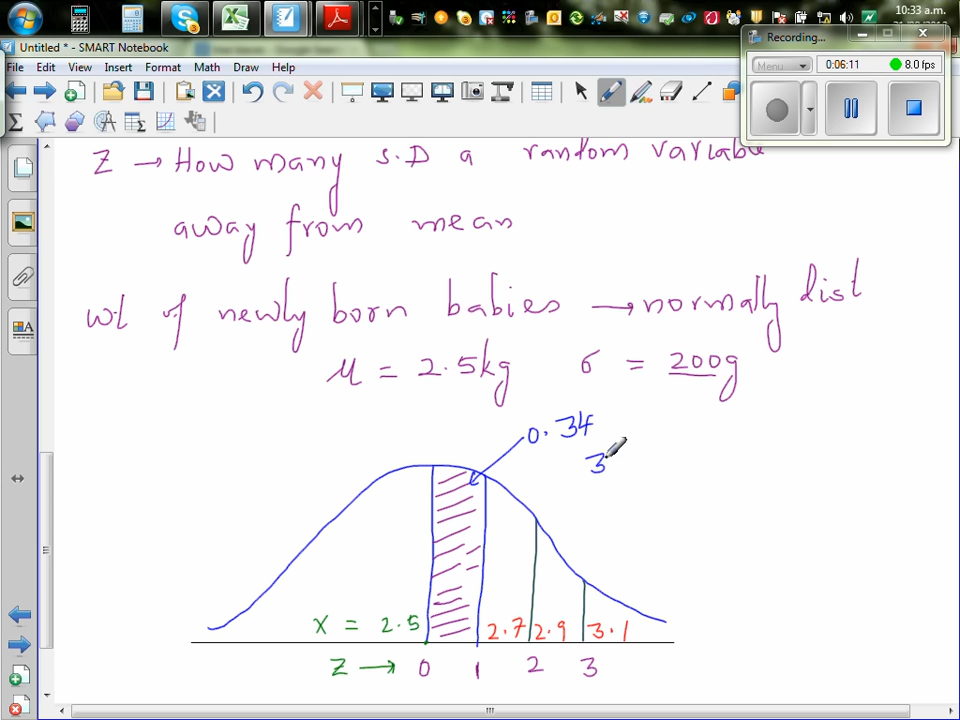 10:33 a.m.
Untitled * - SMART Notebook
Recording...
File Edit View Insert Format Math Draw Help
Menu 0:06:11 8.0 fps
Z → How many S.D a random variable
away from mean
wt of newly born babies → normally dist
μ = 2.5kg σ = 200g
0.34
3
X = 2.5 2.7 2.9 3.1
Z → 0 1 2 3